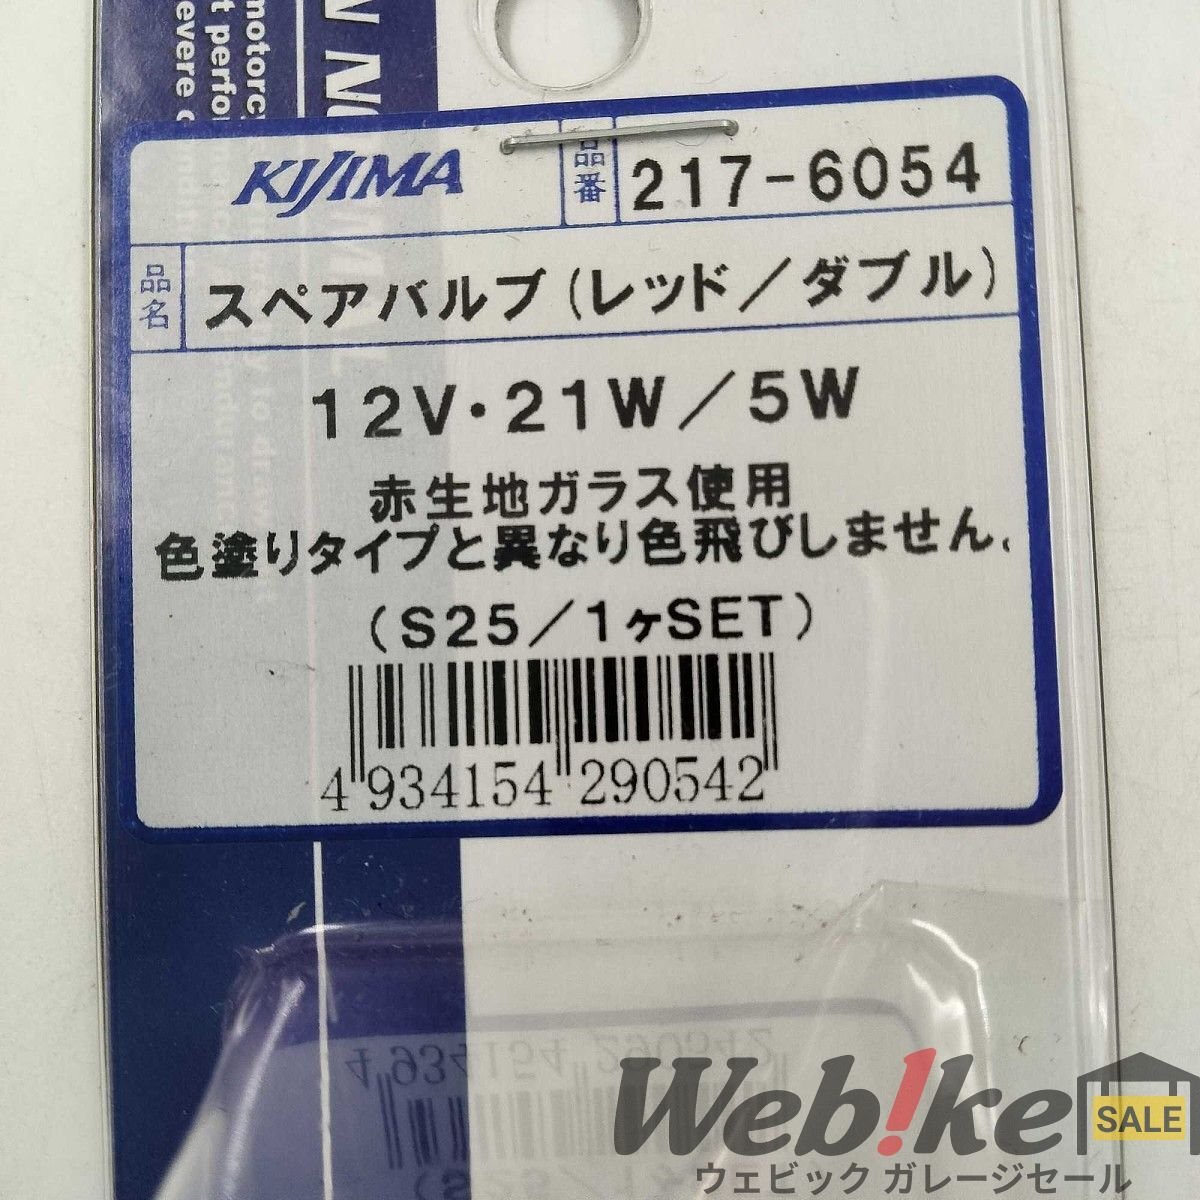 KIJIMA
品番
217-6054
品名
スペアバルブ(レッド/ダブル)
12V・21W/5W
赤生地ガラス使用
色塗りタイプと異なり色飛びしません。
(S25/1ヶSET)
4 934154 290542
Web!ke
SALE
ウェビック ガレージセール